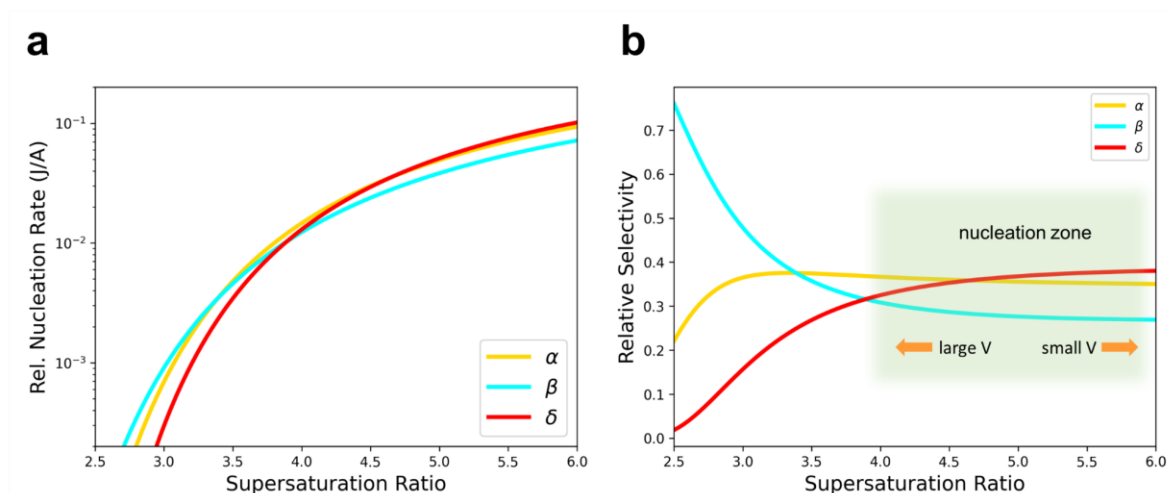 a
Rel. Nucleation Rate (J/A)
10⁻¹
10⁻²
10⁻³
α
β
δ
2.5 3.0 3.5 4.0 4.5 5.0 5.5 6.0
Supersaturation Ratio
b
Relative Selectivity
0.7
0.6
0.5
0.4
0.3
0.2
0.1
0.0
α
β
δ
nucleation zone
large V
small V
2.5 3.0 3.5 4.0 4.5 5.0 5.5 6.0
Supersaturation Ratio